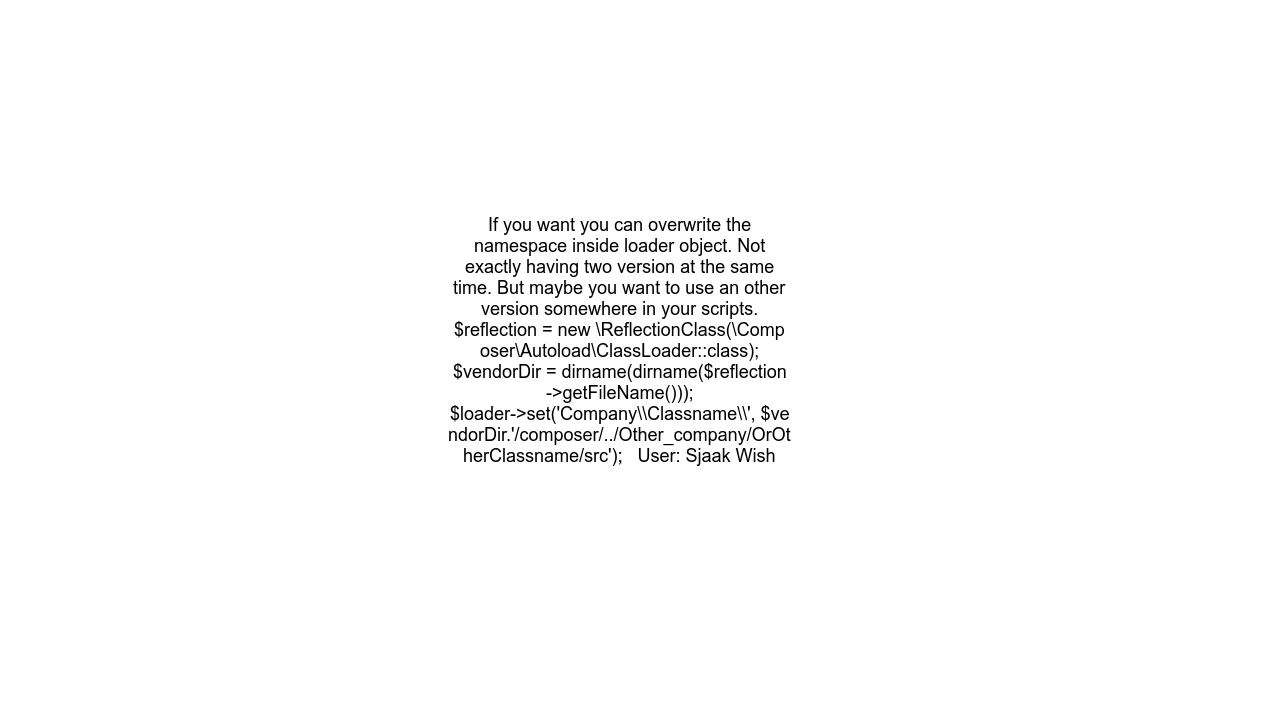 If you want you can overwrite the
namespace inside loader object. Not
exactly having two version at the same
time. But maybe you want to use an other
version somewhere in your scripts.
$reflection = new \ReflectionClass(\Comp
oser\Autoload\ClassLoader::class);
$vendorDir = dirname(dirname($reflection
->getFileName()));
$loader->set('Company\\Classname\\', $ve
ndorDir.'/composer/../Other_company/OrOt
herClassname/src');   User: Sjaak Wish